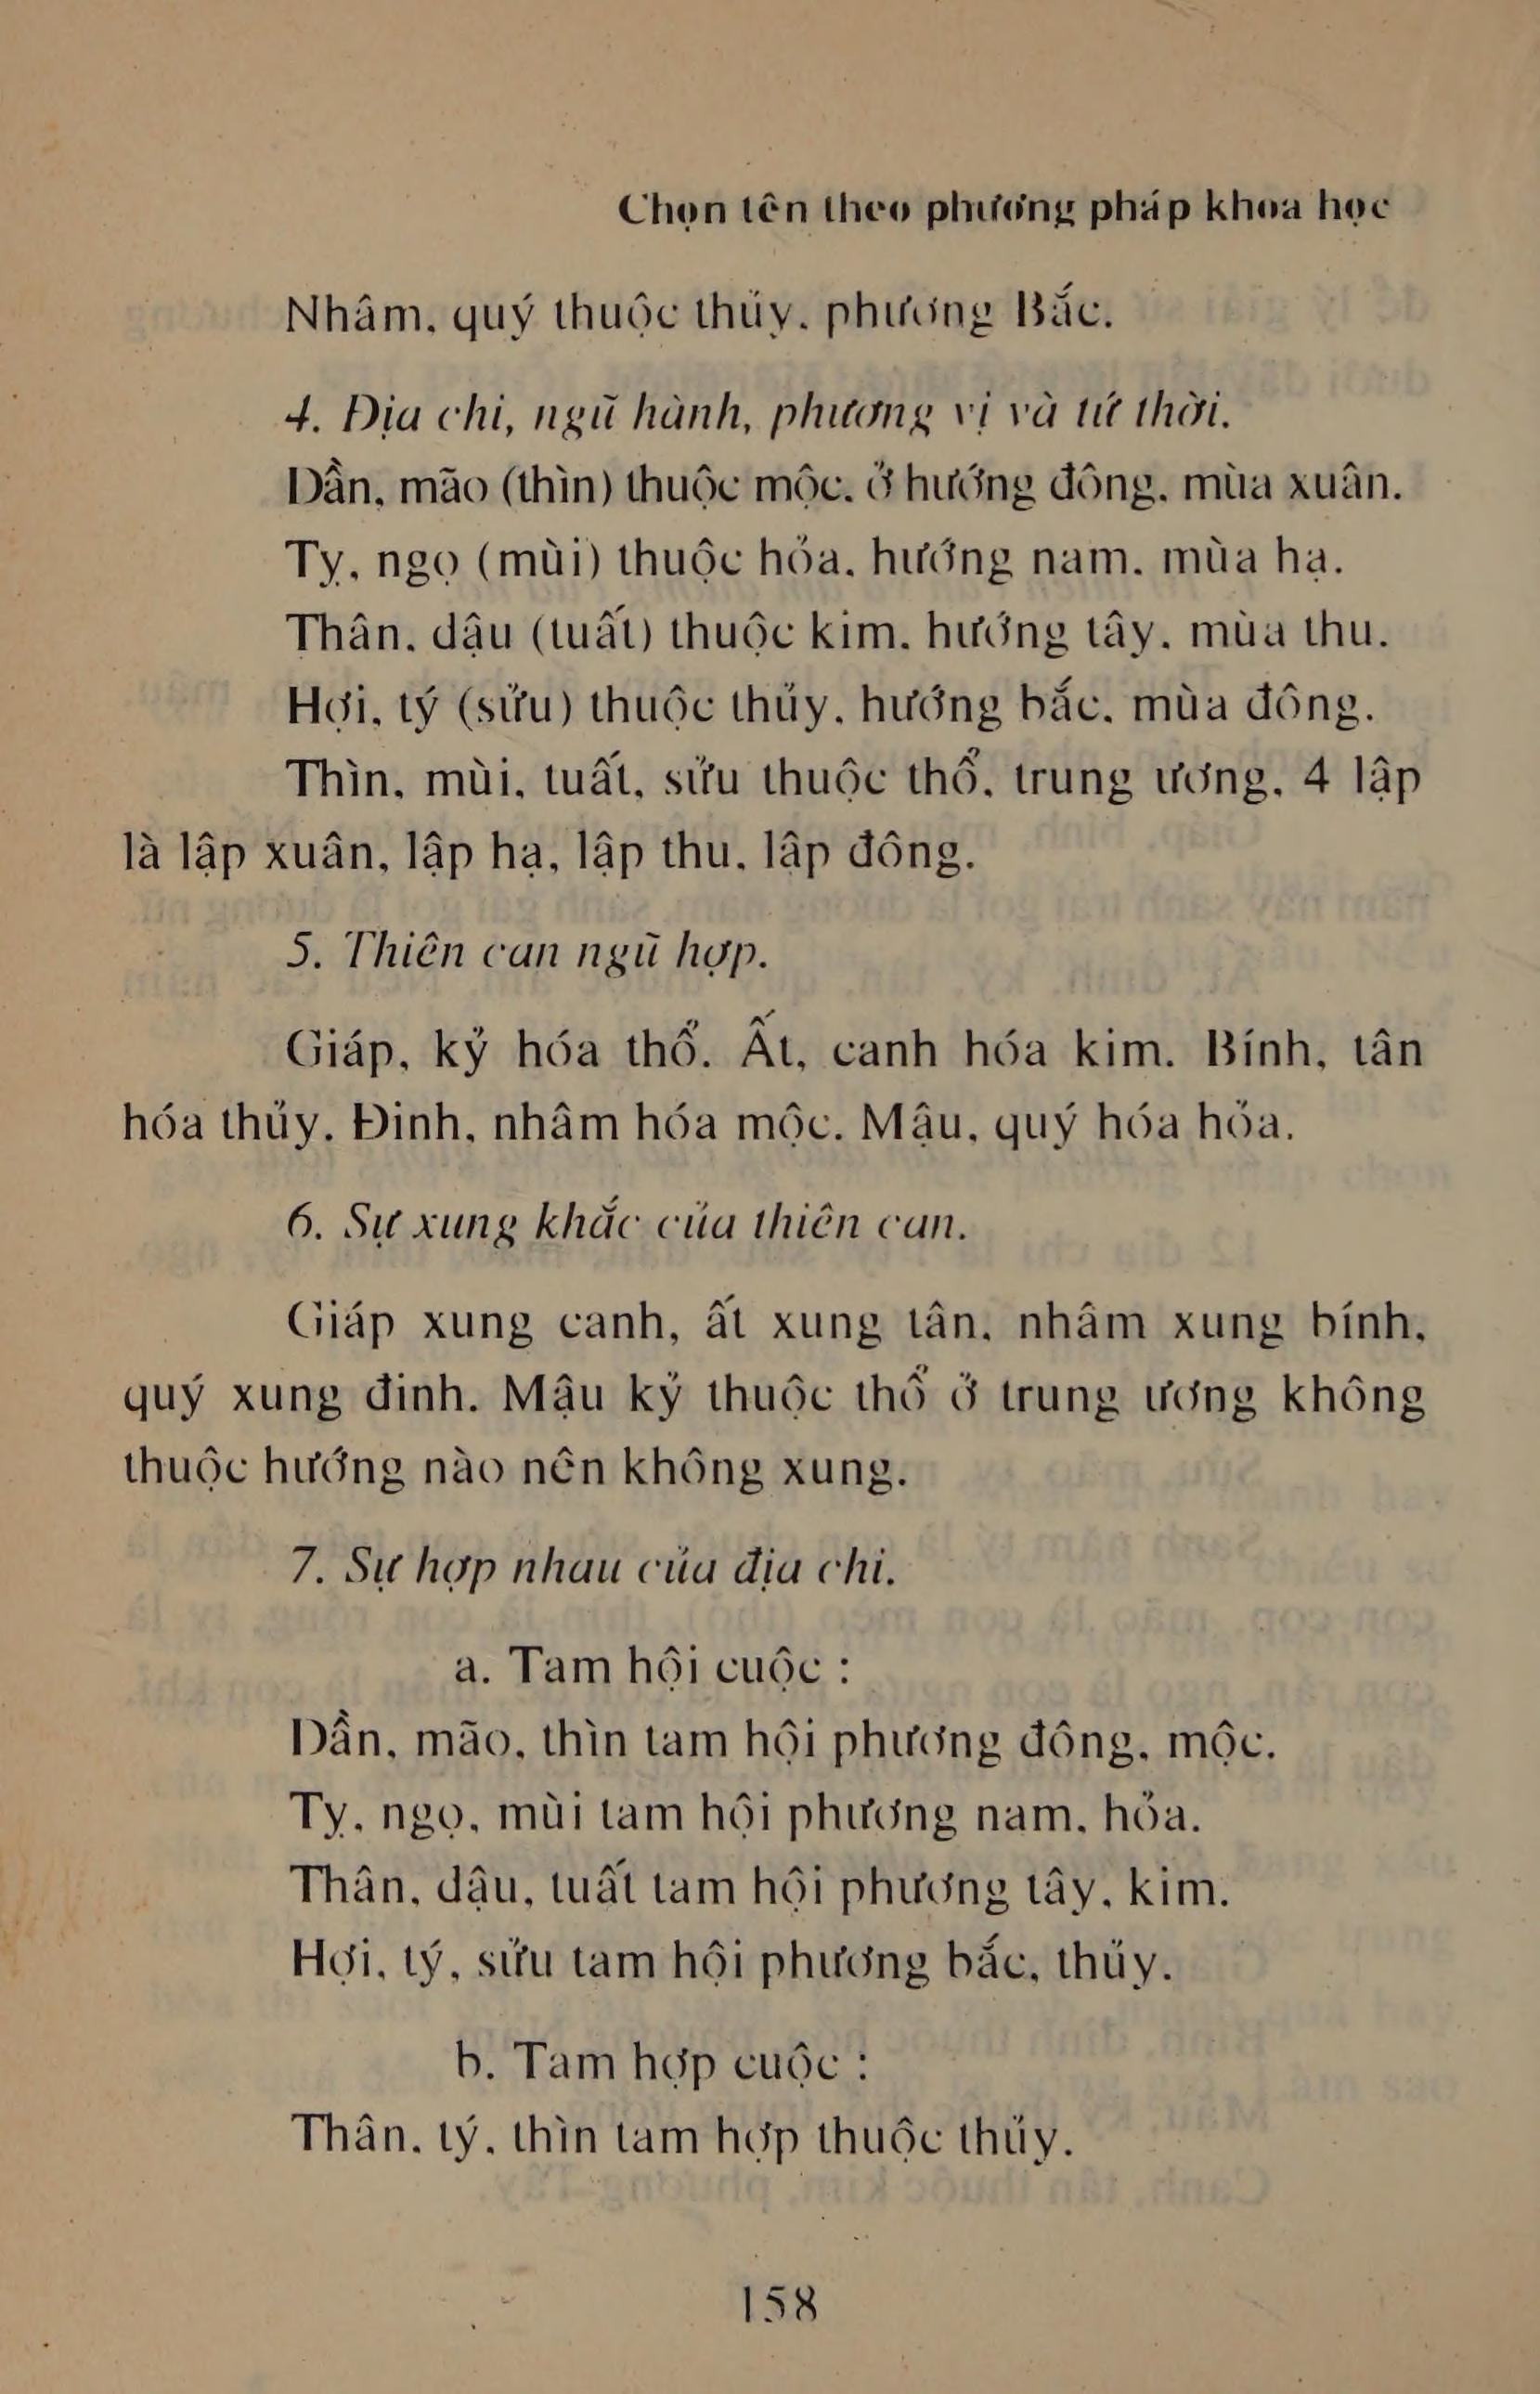 Chọn tên theo phương pháp khoa học
Nhâm, quý thuộc thủy, phương Bắc.
4. Địa chi, ngũ hành, phương vị và tứ thời.
Dần, mão (thìn) thuộc mộc, ở hướng đông, mùa xuân.
Tỵ, ngọ (mùi) thuộc hỏa, hướng nam, mùa hạ.
Thân, dậu (tuất) thuộc kim, hướng tây, mùa thu.
Hợi, tý (sửu) thuộc thủy, hướng bắc, mùa đông.
Thìn, mùi, tuất, sửu thuộc thổ, trung ương, 4 lập
là lập xuân, lập hạ, lập thu, lập đông.
5. Thiên can ngũ hợp.
Giáp, kỷ hóa thổ. Ất, canh hóa kim. Bính, tân
hóa thủy. Đinh, nhâm hóa mộc. Mậu, quý hóa hỏa.
6. Sự xung khắc của thiên can.
Giáp xung canh, ất xung tân, nhâm xung bính,
quý xung đinh. Mậu kỷ thuộc thổ ở trung ương không
thuộc hướng nào nên không xung.
7. Sự hợp nhau của địa chi.
a. Tam hội cuộc :
Dần, mão, thìn tam hội phương đông, mộc.
Tỵ, ngọ, mùi tam hội phương nam, hỏa.
Thân, dậu, tuất tam hội phương tây, kim.
Hợi, tý, sửu tam hội phương bắc, thủy.
b. Tam hợp cuộc :
Thân, tý, thìn tam hợp thuộc thủy.
158